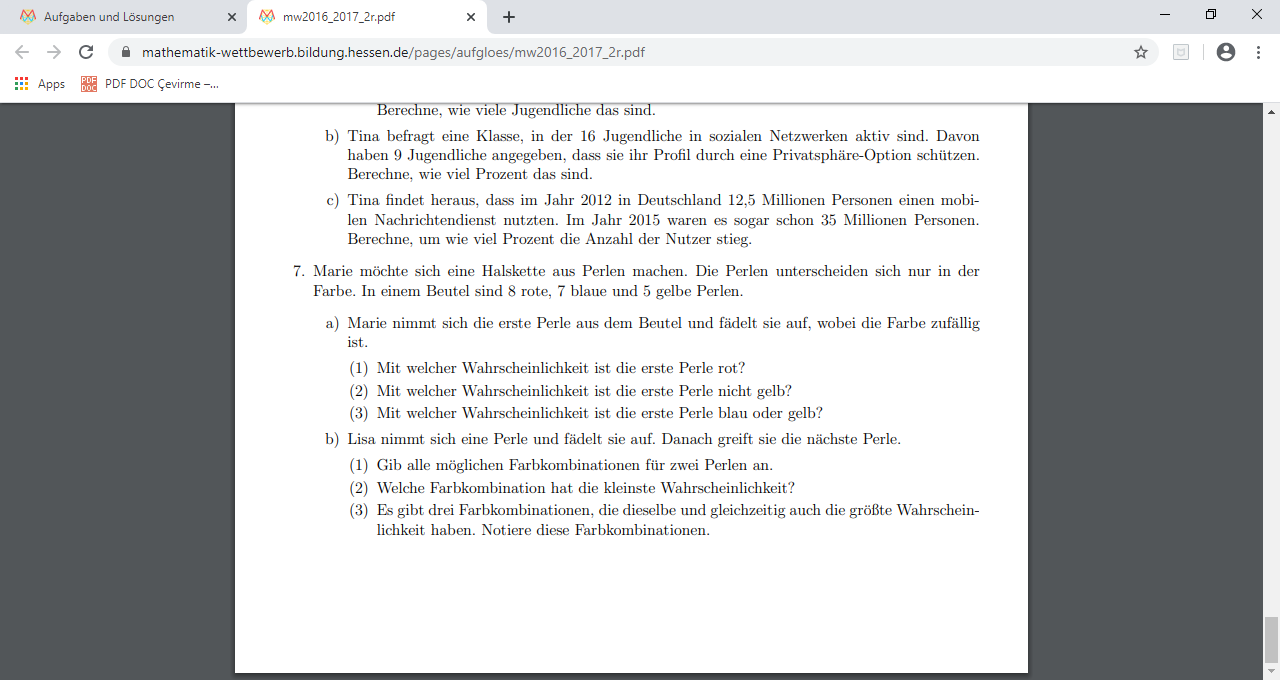 Aufgaben und Lösungen
mw2016_2017_2r.pdf
mathematik-wettbewerb.bildung.hessen.de/pages/aufgloes/mw2016_2017_2r.pdf
Apps
PDF DOC
PDF DOC Çevirme –...
Berechne, wie viele Jugendliche das sind.
b) Tina befragt eine Klasse, in der 16 Jugendliche in sozialen Netzwerken aktiv sind. Davon
haben 9 Jugendliche angegeben, dass sie ihr Profil durch eine Privatsphäre-Option schützen.
Berechne, wie viel Prozent das sind.
c) Tina findet heraus, dass im Jahr 2012 in Deutschland 12,5 Millionen Personen einen mobi-
len Nachrichtendienst nutzten. Im Jahr 2015 waren es sogar schon 35 Millionen Personen.
Berechne, um wie viel Prozent die Anzahl der Nutzer stieg.
7. Marie möchte sich eine Halskette aus Perlen machen. Die Perlen unterscheiden sich nur in der
Farbe. In einem Beutel sind 8 rote, 7 blaue und 5 gelbe Perlen.
a) Marie nimmt sich die erste Perle aus dem Beutel und fädelt sie auf, wobei die Farbe zufällig
ist.
(1) Mit welcher Wahrscheinlichkeit ist die erste Perle rot?
(2) Mit welcher Wahrscheinlichkeit ist die erste Perle nicht gelb?
(3) Mit welcher Wahrscheinlichkeit ist die erste Perle blau oder gelb?
b) Lisa nimmt sich eine Perle und fädelt sie auf. Danach greift sie die nächste Perle.
(1) Gib alle möglichen Farbkombinationen für zwei Perlen an.
(2) Welche Farbkombination hat die kleinste Wahrscheinlichkeit?
(3) Es gibt drei Farbkombinationen, die dieselbe und gleichzeitig auch die größte Wahrschein-
lichkeit haben. Notiere diese Farbkombinationen.